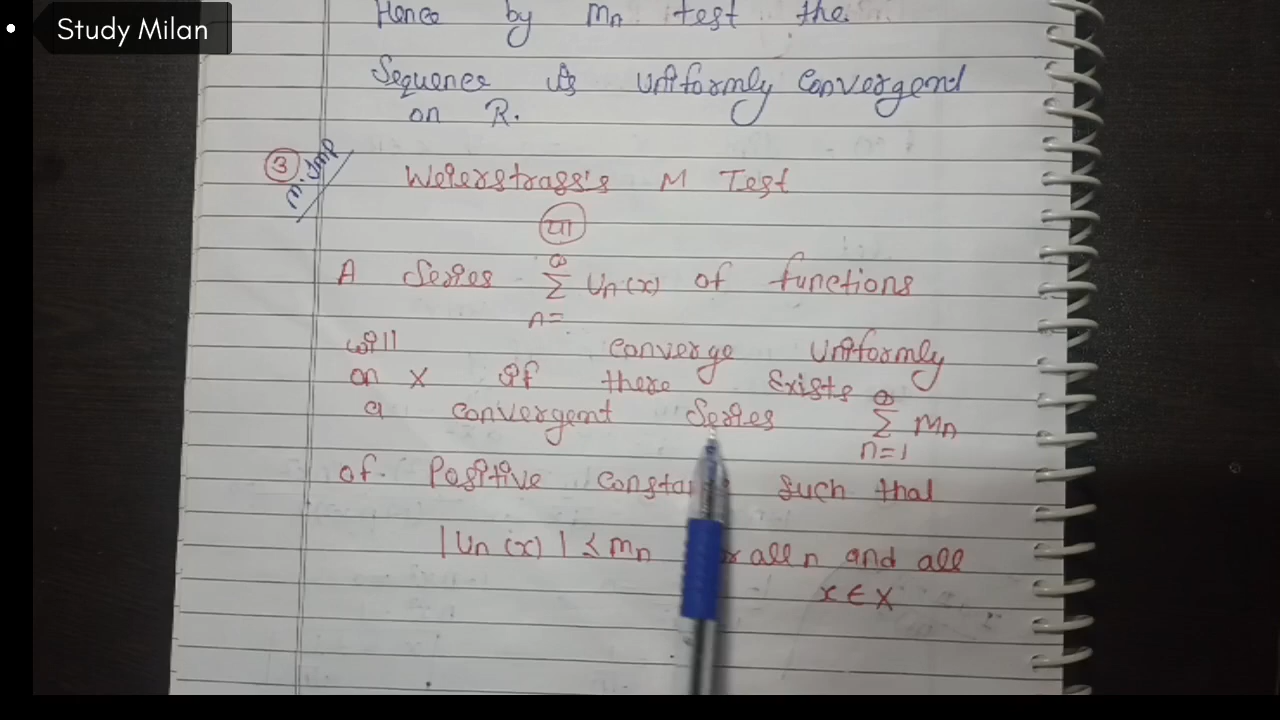 Study Milan
Hence by Mn test the
Sequence is uniformly convergend
on R.
③ v.imp Weierstrass's M Test
या
A Series ∞∑n= Un(x) of functions
will converge uniformly
on X if there exists
a convergent Series ∞∑n=1 Mn
of Positive such that
|Un(x)| ≤ Mn all n and all
x ∈ X